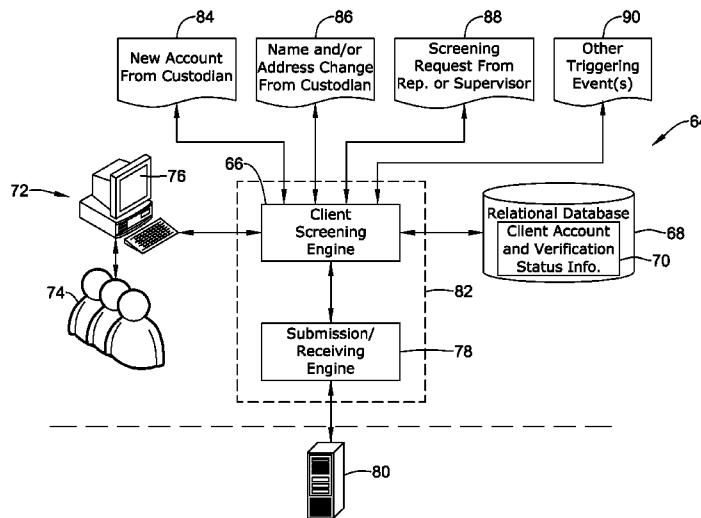 84
86
88
90
New Account
From Custodian
Name and/or
Address Change
From Custodian
Screening
Request From
Rep. or Supervisor
Other
Triggering
Event(s)
64
72
76
66
Client
Screening
Engine
Relational Database
Client Account
and Verification
Status Info.
68
70
74
82
Submission/
Receiving
Engine
78
80